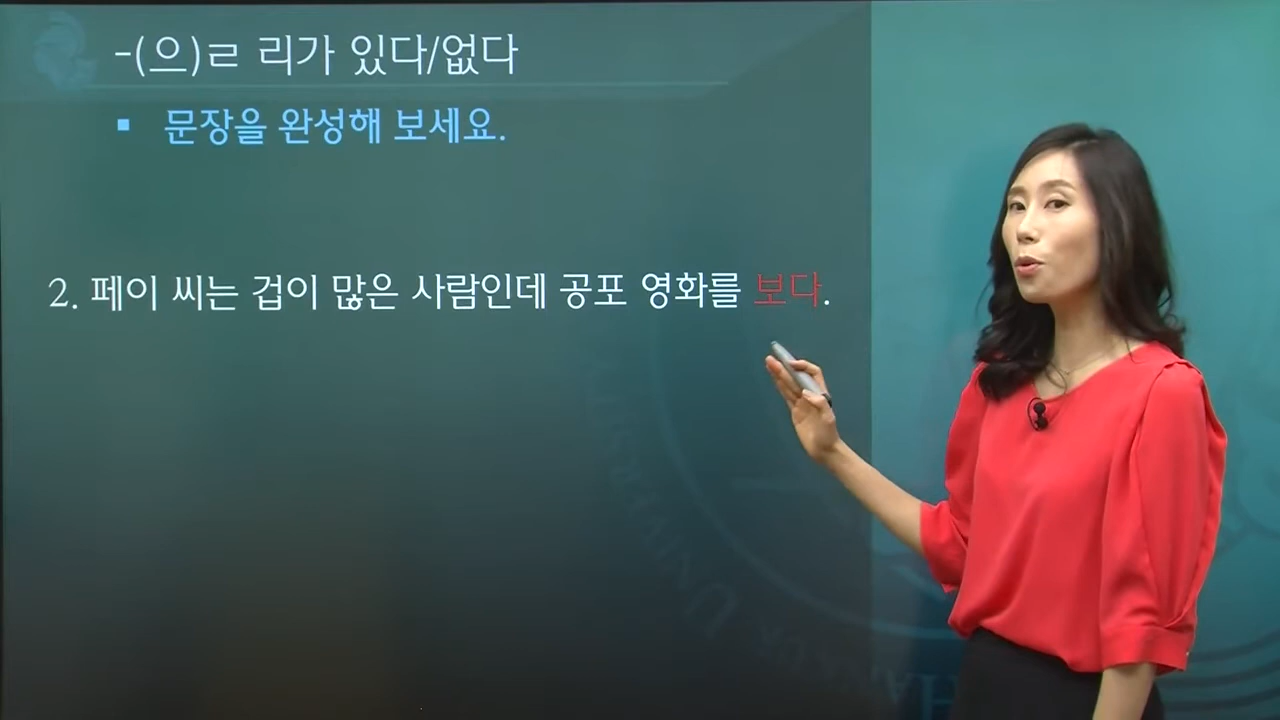 -(으)ㄹ 리가 있다/없다
▪ 문장을 완성해 보세요.
2. 페이 씨는 겁이 많은 사람인데 공포 영화를 보다.